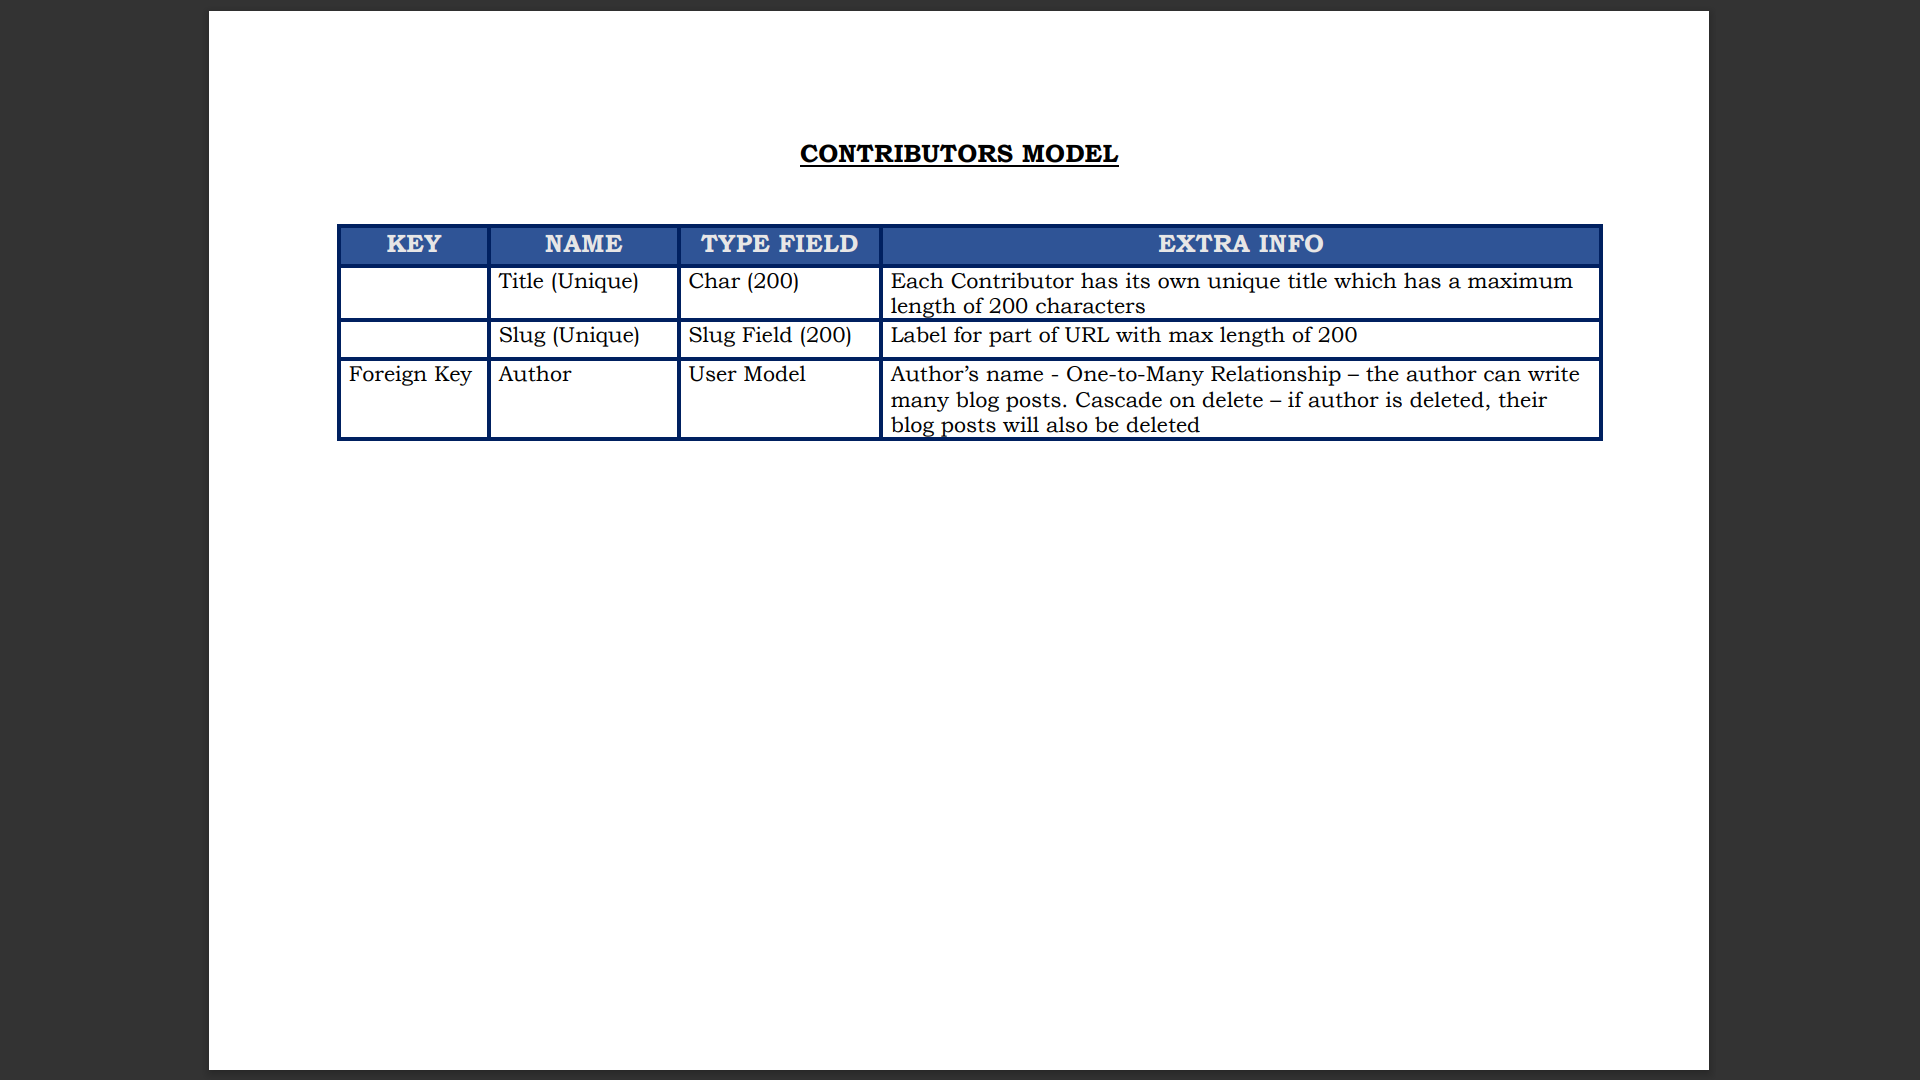 CONTRIBUTORS MODEL
KEY NAME TYPE FIELD EXTRA INFO
Title (Unique) Char (200) Each Contributor has its own unique title which has a maximum
length of 200 characters
Slug (Unique) Slug Field (200) Label for part of URL with max length of 200
Foreign Key Author User Model Author’s name - One-to-Many Relationship – the author can write
many blog posts. Cascade on delete – if author is deleted, their
blog posts will also be deleted